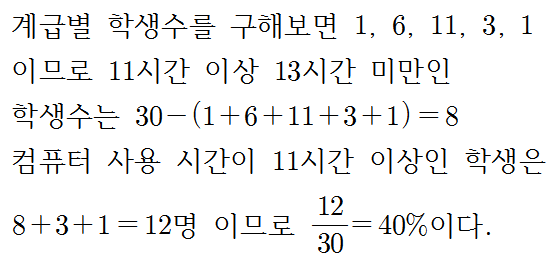 계급별 학생수를 구해보면 1, 6, 11, 3, 1
이므로 11시간 이상 13시간 미만인
학생수는 30-(1+6+11+3+1)=8
컴퓨터 사용 시간이 11시간 이상인 학생은
8+3+1=12명 이므로 12/30=40%이다.